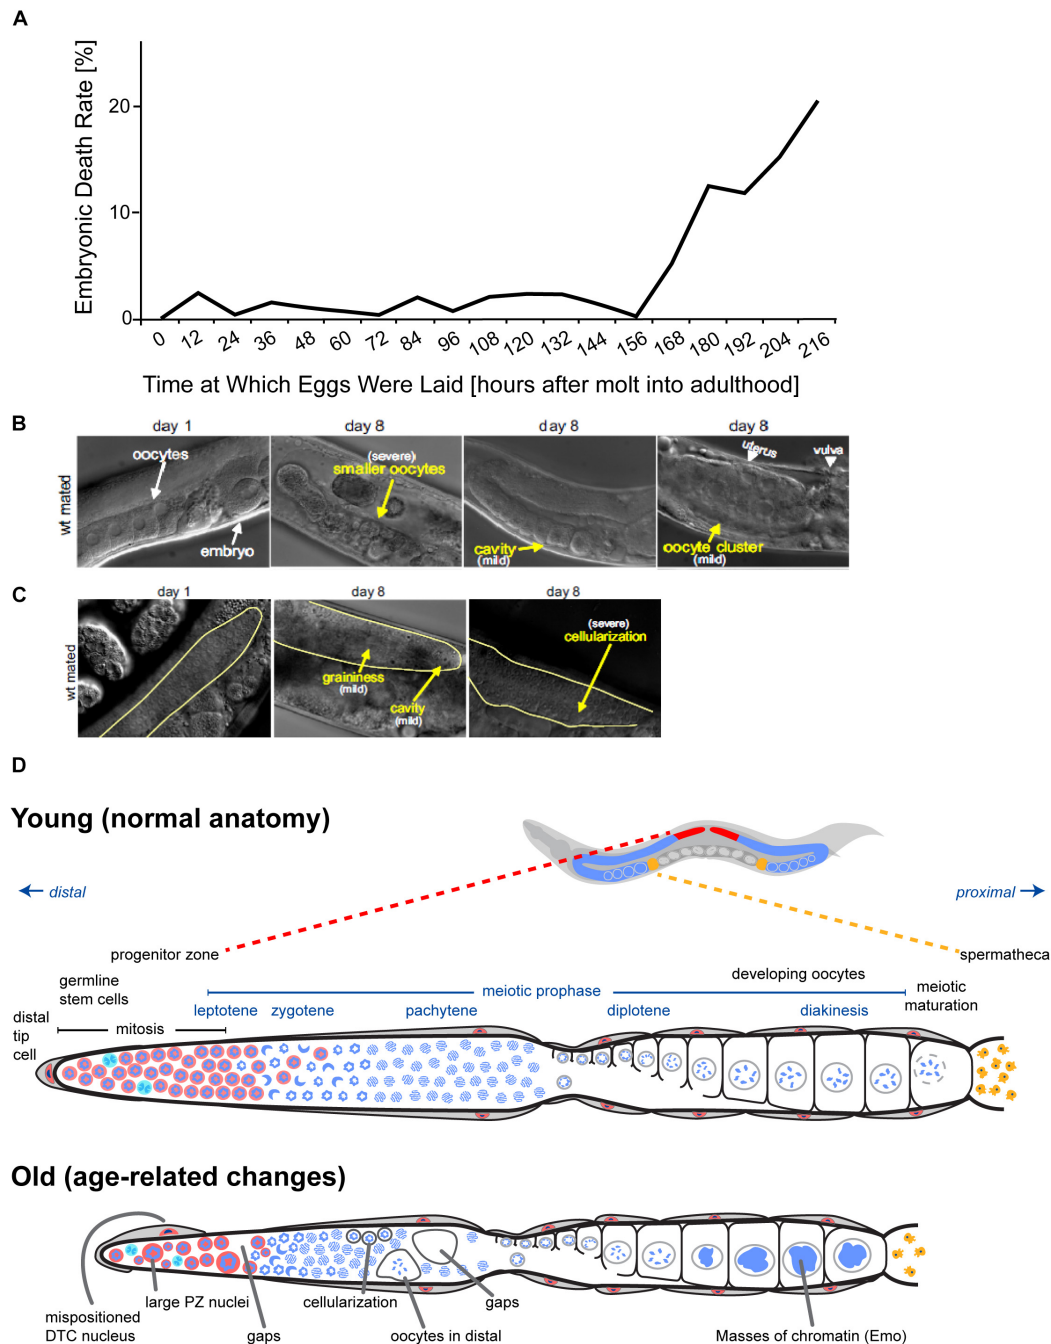 A
Embryonic Death Rate [%]
20
10
0
0 12 24 36 48 60 72 84 96 108 120 132 144 156 168 180 192 204 216
Time at Which Eggs Were Laid [hours after molt into adulthood]
B
day 1
day 8
day 8
day 8
wt mated
oocytes
embryo
(severe)
smaller oocytes
cavity
(mild)
uterus
vulva
oocyte cluster
(mild)
C
day 1
day 8
day 8
wt mated
graininess
(mild)
cavity
(mild)
(severe)
cellularization
D
Young (normal anatomy)
distal
proximal
progenitor zone
spermatheca
germline
stem cells
developing oocytes
meiotic
maturation
meiotic prophase
leptotene
zygotene
pachytene
diplotene
diakinesis
distal
tip
cell
mitosis
Old (age-related changes)
large PZ nuclei
cellularization
gaps
mispositioned
DTC nucleus
gaps
oocytes in distal
Masses of chromatin (Emo)